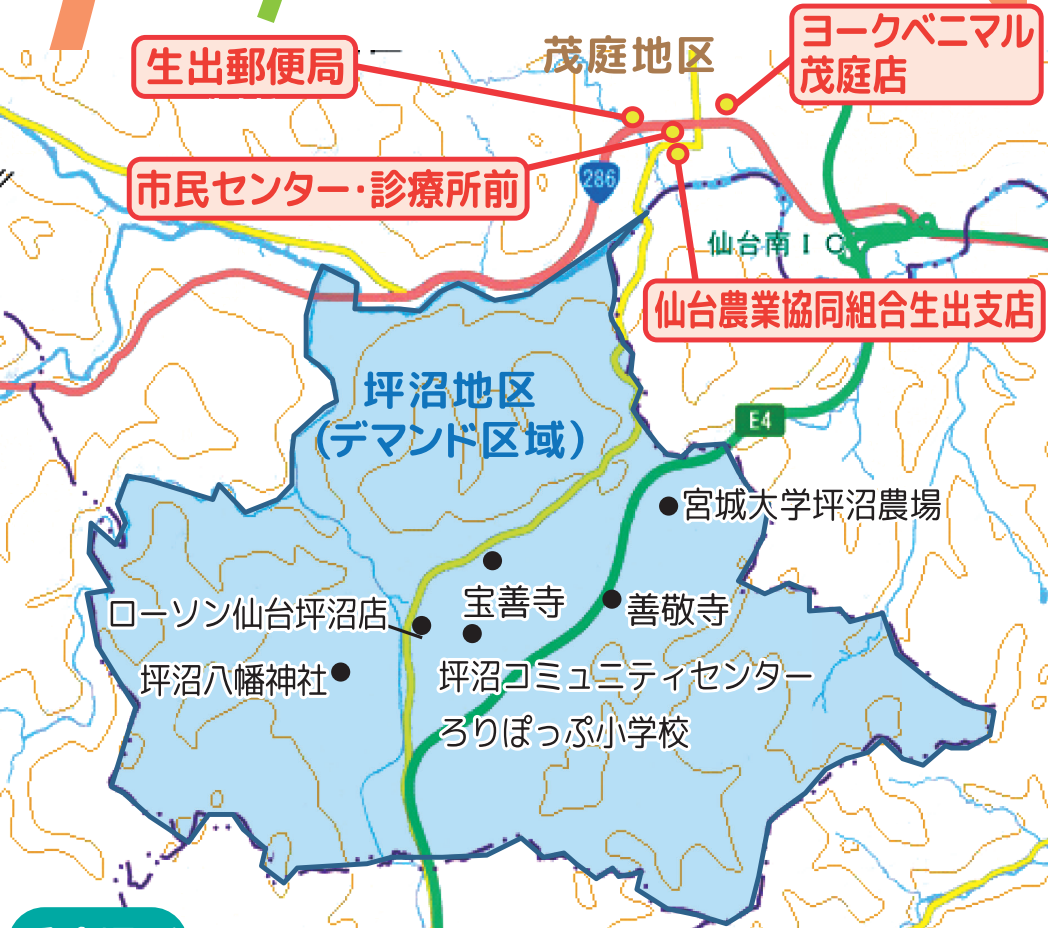 生出郵便局
茂庭地区
ヨークベニマル
茂庭店
市民センター・診療所前
286
仙台南IC
仙台農業協同組合生出支店
坪沼地区
(デマンド区域)
E4
宮城大学坪沼農場
宝善寺
善敬寺
ローソン仙台坪沼店
坪沼八幡神社
坪沼コミュニティセンター
ろりぽっぷ小学校